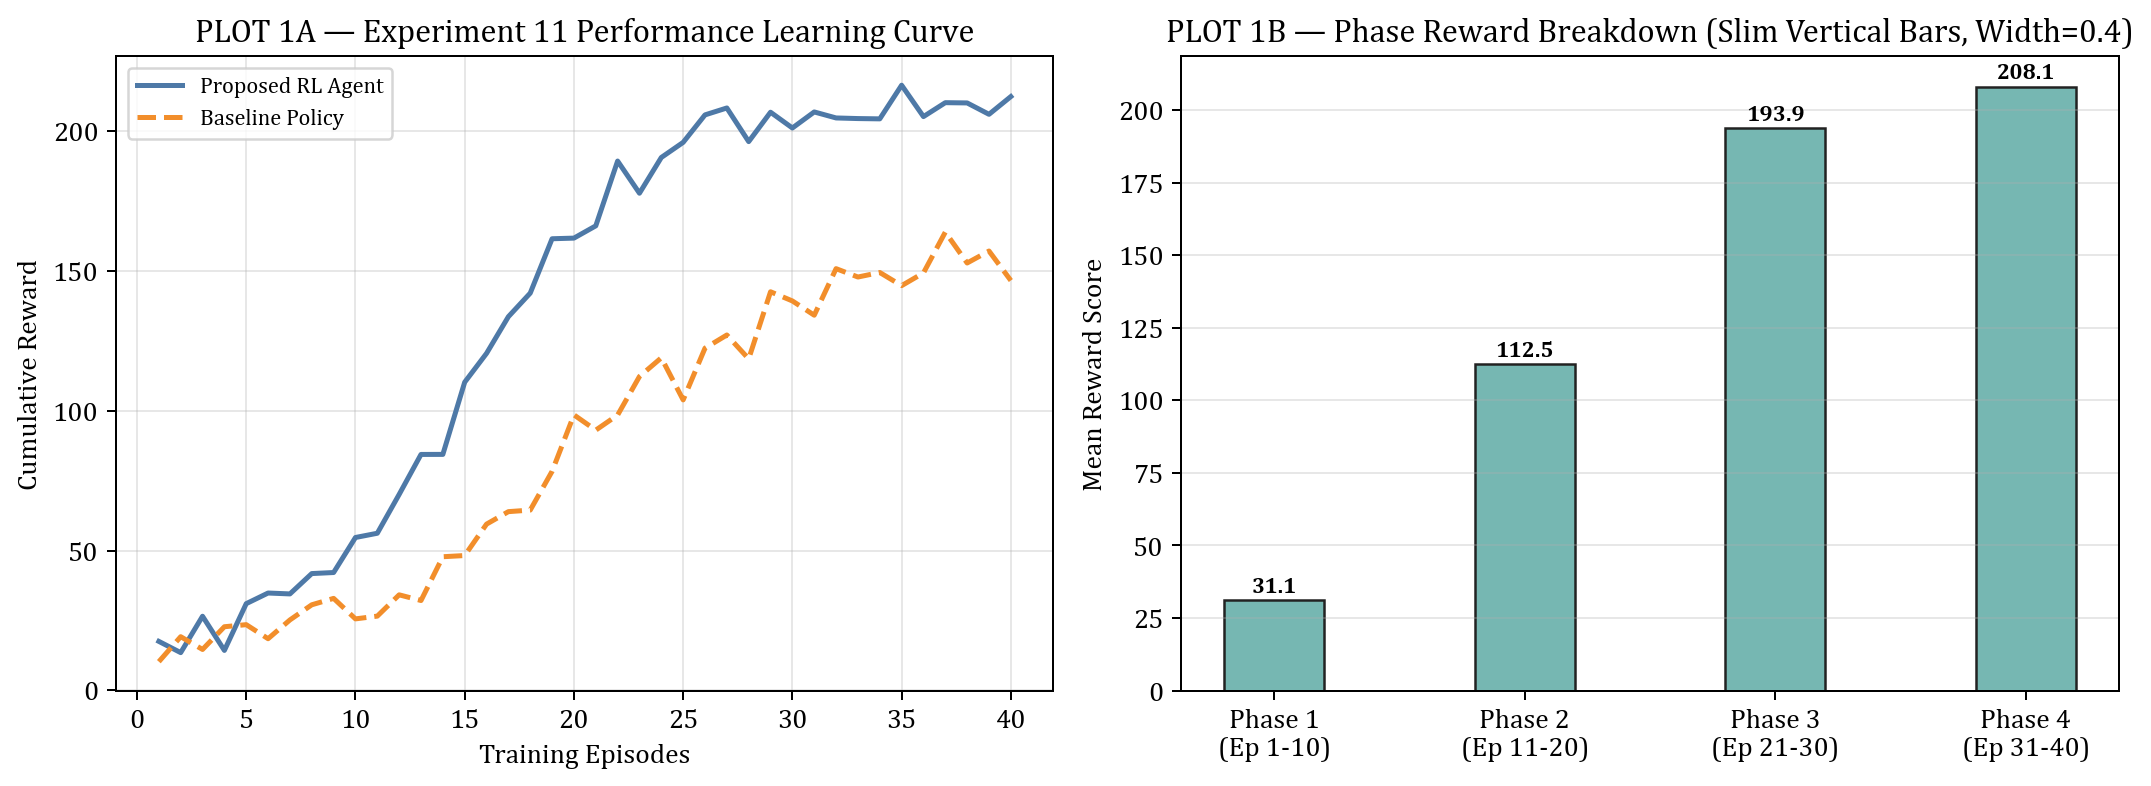 PLOT 1A — Experiment 11 Performance Learning Curve
Proposed RL Agent
Baseline Policy
Cumulative Reward
200
150
100
50
0
0 5 10 15 20 25 30 35 40
Training Episodes
PLOT 1B — Phase Reward Breakdown (Slim Vertical Bars, Width=0.4)
Mean Reward Score
200
175
150
125
100
75
50
25
0
31.1
112.5
193.9
208.1
Phase 1
(Ep 1-10)
Phase 2
(Ep 11-20)
Phase 3
(Ep 21-30)
Phase 4
(Ep 31-40)